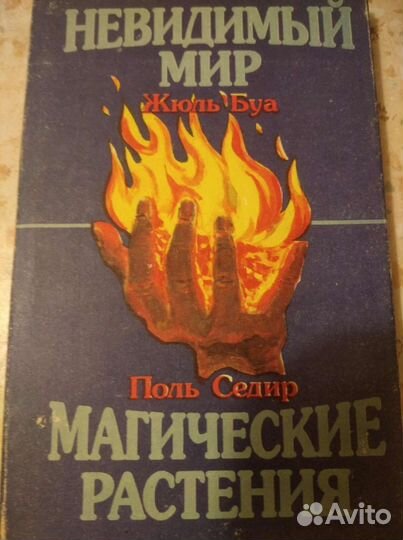 НЕВИДИМЫЙ
МИР
Жюль Буа
Поль Седир
МАГИЧЕСКИЕ
РАСТЕНИЯ
Avito